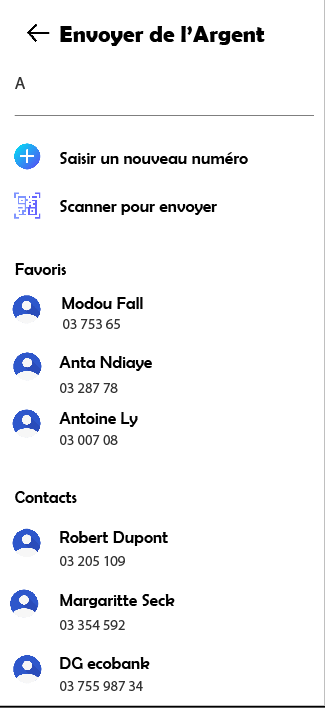 Envoyer de l’Argent
A
Saisir un nouveau numéro
Scanner pour envoyer
Favoris
Modou Fall
03 753 65
Anta Ndiaye
03 287 78
Antoine Ly
03 007 08
Contacts
Robert Dupont
03 205 109
Margaritte Seck
03 354 592
DG ecobank
03 755 987 34